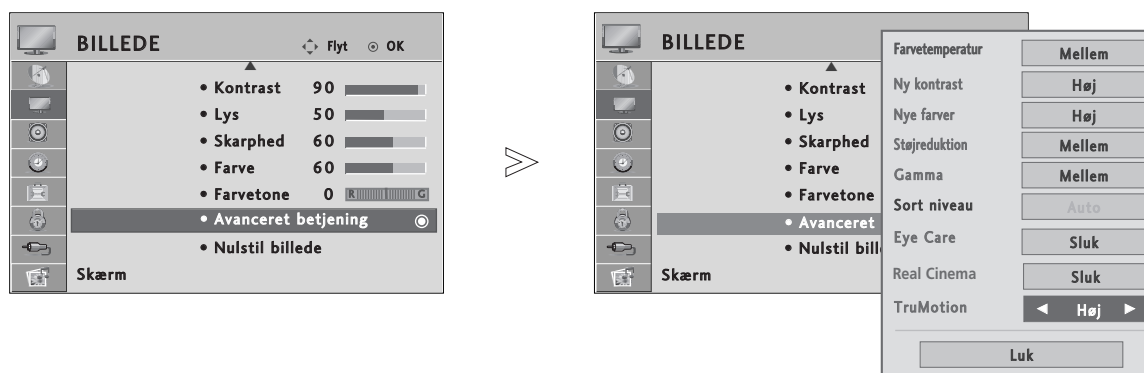 BILLEDE
Flyt OK
• Kontrast 90
• Lys 50
• Skarphed 60
• Farve 60
• Farvetone 0 R G
• Avanceret betjening
• Nulstil billede
Skærm
BILLEDE
• Kontrast
• Lys
• Skarphed
• Farve
• Farvetone
• Avanceret
• Nulstil bille
Skærm
Farvetemperatur Mellem
Ny kontrast Høj
Nye farver Høj
Støjreduktion Mellem
Gamma Mellem
Sort niveau Auto
Eye Care Sluk
Real Cinema Sluk
TruMotion ◄ Høj ►
Luk